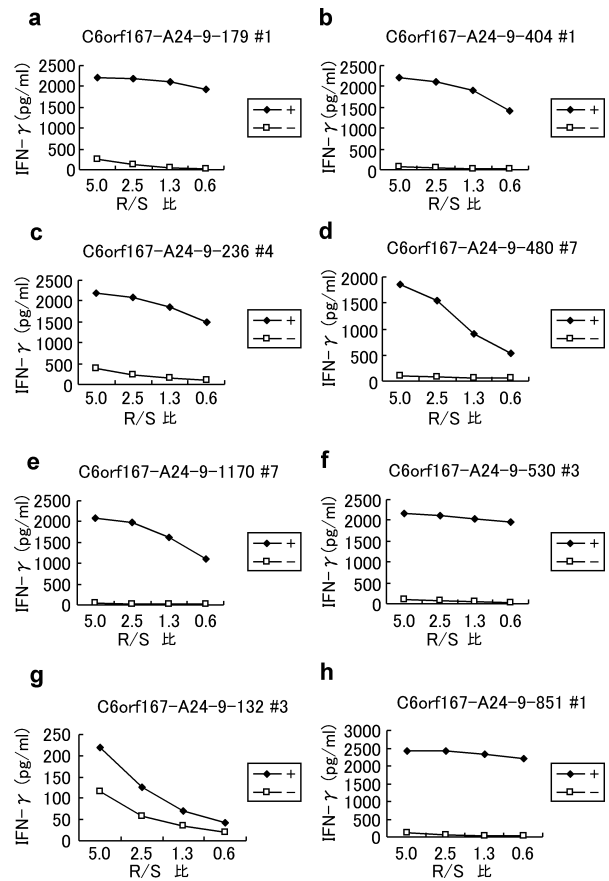 a
C6orf167-A24-9-179 #1
IFN-γ (pg/ml)
2500
2000
1500
1000
500
0
5.0 2.5 1.3 0.6
R/S 比
+
−
b
C6orf167-A24-9-404 #1
IFN-γ (pg/ml)
2500
2000
1500
1000
500
0
5.0 2.5 1.3 0.6
R/S 比
+
−
c
C6orf167-A24-9-236 #4
IFN-γ (pg/ml)
2500
2000
1500
1000
500
0
5.0 2.5 1.3 0.6
R/S 比
+
−
d
C6orf167-A24-9-480 #7
IFN-γ (pg/ml)
2000
1500
1000
500
0
5.0 2.5 1.3 0.6
R/S 比
+
−
e
C6orf167-A24-9-1170 #7
IFN-γ (pg/ml)
2500
2000
1500
1000
500
0
5.0 2.5 1.3 0.6
R/S 比
+
−
f
C6orf167-A24-9-530 #3
IFN-γ (pg/ml)
2500
2000
1500
1000
500
0
5.0 2.5 1.3 0.6
R/S 比
+
−
g
C6orf167-A24-9-132 #3
IFN-γ (pg/ml)
250
200
150
100
50
0
5.0 2.5 1.3 0.6
R/S 比
+
−
h
C6orf167-A24-9-851 #1
IFN-γ (pg/ml)
3000
2500
2000
1500
1000
500
0
5.0 2.5 1.3 0.6
R/S 比
+
−